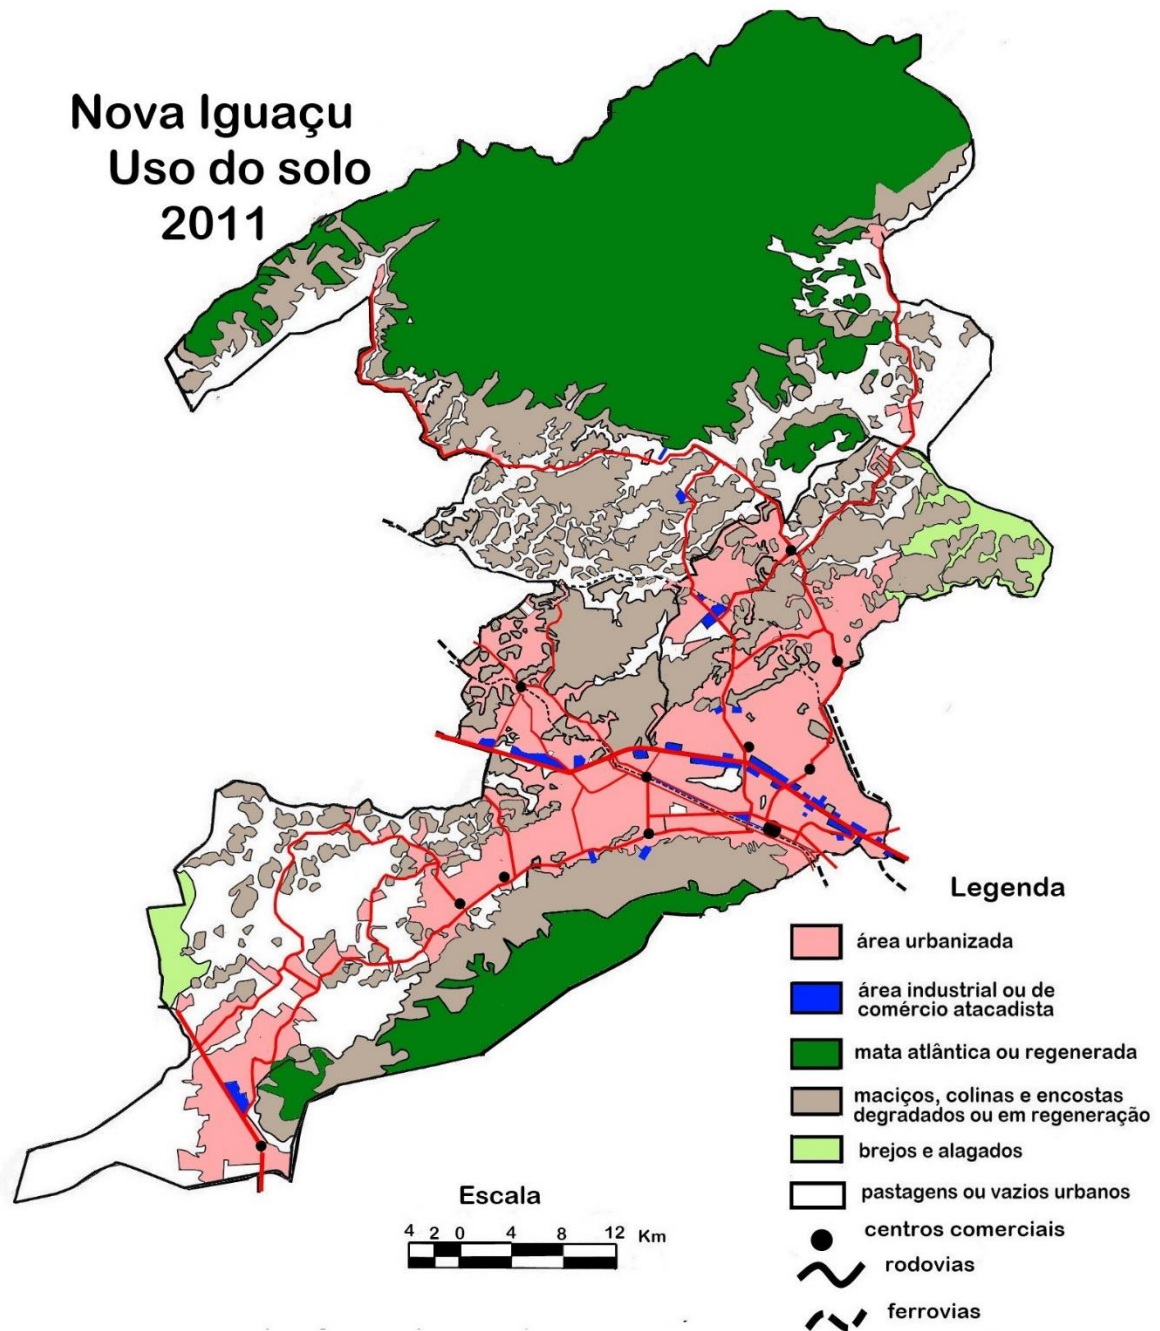 Nova Iguaçu
Uso do solo
2011
Legenda
área urbanizada
área industrial ou de
comércio atacadista
mata atlântica ou regenerada
maciços, colinas e encostas
degradados ou em regeneração
brejos e alagados
pastagens ou vazios urbanos
centros comerciais
rodovias
ferrovias
Escala
4 2 0 4 8 12 Km